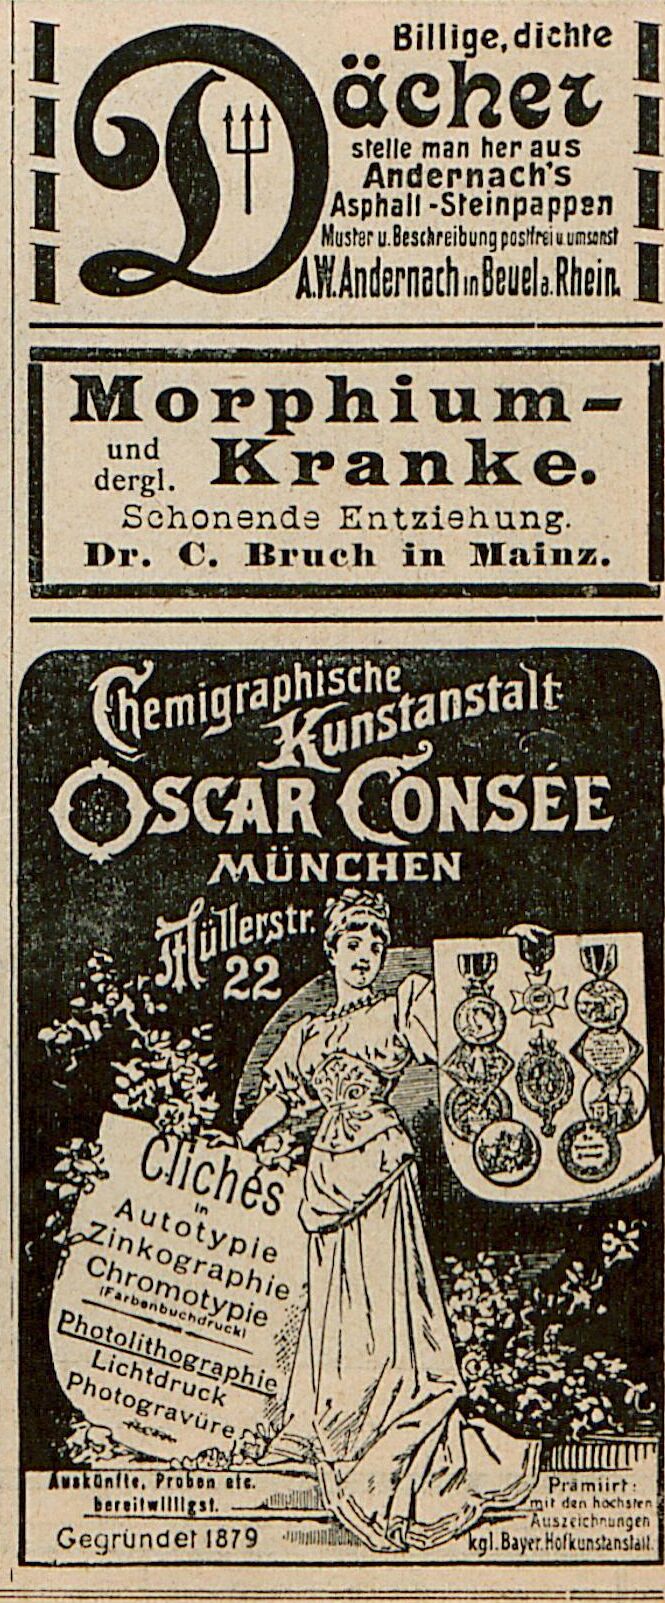 Billige, dichte
Dächer
stelle man her aus
Andernach's
Asphalt-Steinpappen
Muster u. Beschreibung postfrei u. umsonst
A.W. Andernach in Beuel a. Rhein.
Morphium-
und dergl. Kranke.
Schonende Entziehung.
Dr. C. Bruch in Mainz.
Chemigraphische
Kunstanstalt
OSCAR CONSÉE
MÜNCHEN
Müllerstr.
22
Clichés
in
Autotypie
Zinkographie
Chromotypie
(Farbenbuchdruck)
Photolithographie
Lichtdruck
Photogravüre
Auskünfte, Proben etc.
bereitwilligst.
Gegründet 1879
Prämiirt:
mit den höchsten
Auszeichnungen
kgl. Bayer. Hofkunstanstalt.